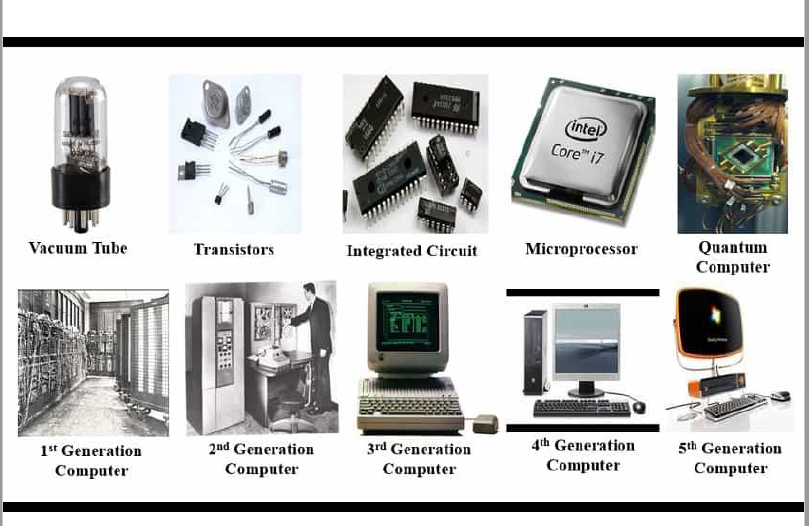 intel
Core™ i7
Vacuum Tube
Transistors
Integrated Circuit
Microprocessor
Quantum
Computer
1st Generation
Computer
2nd Generation
Computer
3rd Generation
Computer
4th Generation
Computer
5th Generation
Computer